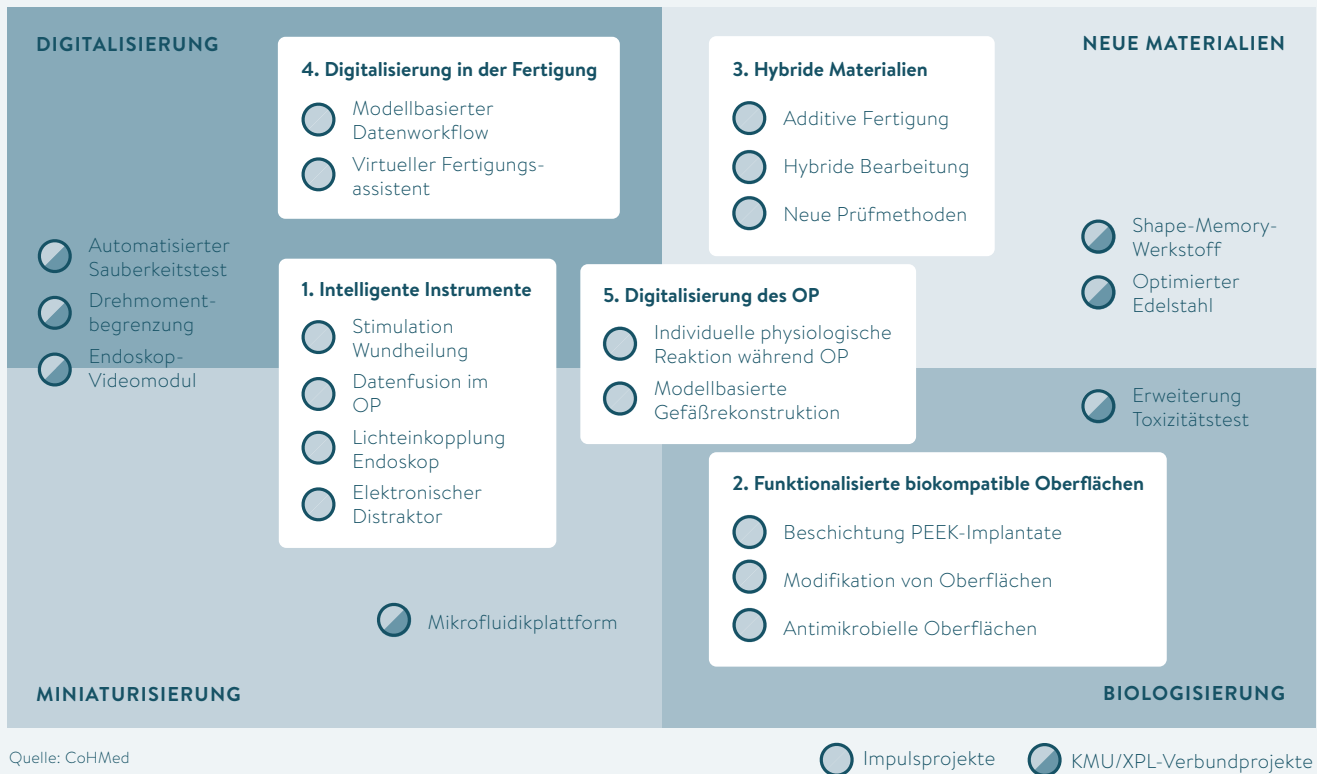 DIGITALISIERUNG
4. Digitalisierung in der Fertigung
Modellbasierter
Datenworkflow
Virtueller Fertigungs-
assistent
Automatisierter
Sauberkeitstest
Drehmoment-
begrenzung
Endoskop-
Videomodul
1. Intelligente Instrumente
Stimulation
Wundheilung
Datenfusion im
OP
Lichteinkopplung
Endoskop
Elektronischer
Distraktor
NEUE MATERIALIEN
3. Hybride Materialien
Additive Fertigung
Hybride Bearbeitung
Neue Prüfmethoden
Shape-Memory-
Werkstoff
Optimierter
Edelstahl
5. Digitalisierung des OP
Individuelle physiologische
Reaktion während OP
Modellbasierte
Gefäßrekonstruktion
Erweiterung
Toxizitätstest
2. Funktionalisierte biokompatible Oberflächen
Beschichtung PEEK-Implantate
Modifikation von Oberflächen
Antimikrobielle Oberflächen
Mikrofluidikplattform
MINIATURISIERUNG
BIOLOGISIERUNG
Quelle: CoHMed
Impulsprojekte
KMU/XPL-Verbundprojekte